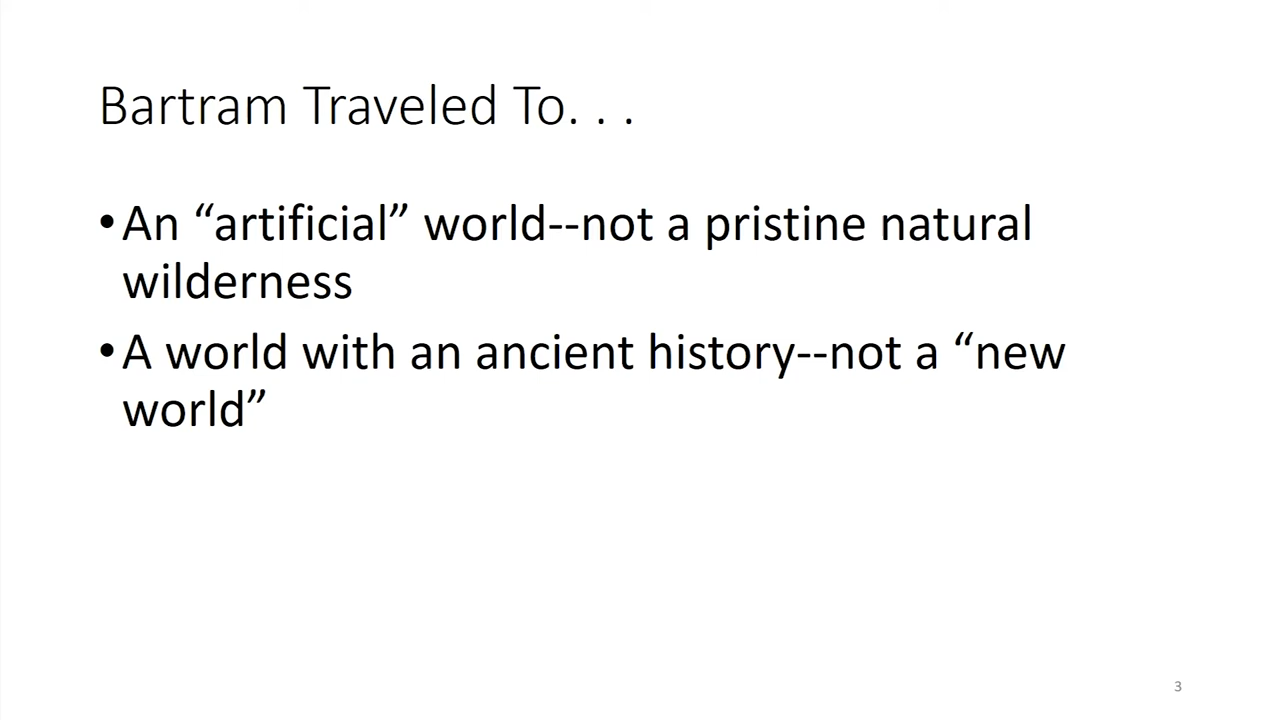 Bartram Traveled To. . .
•An “artificial” world--not a pristine natural
wilderness
•A world with an ancient history--not a “new
world”
3